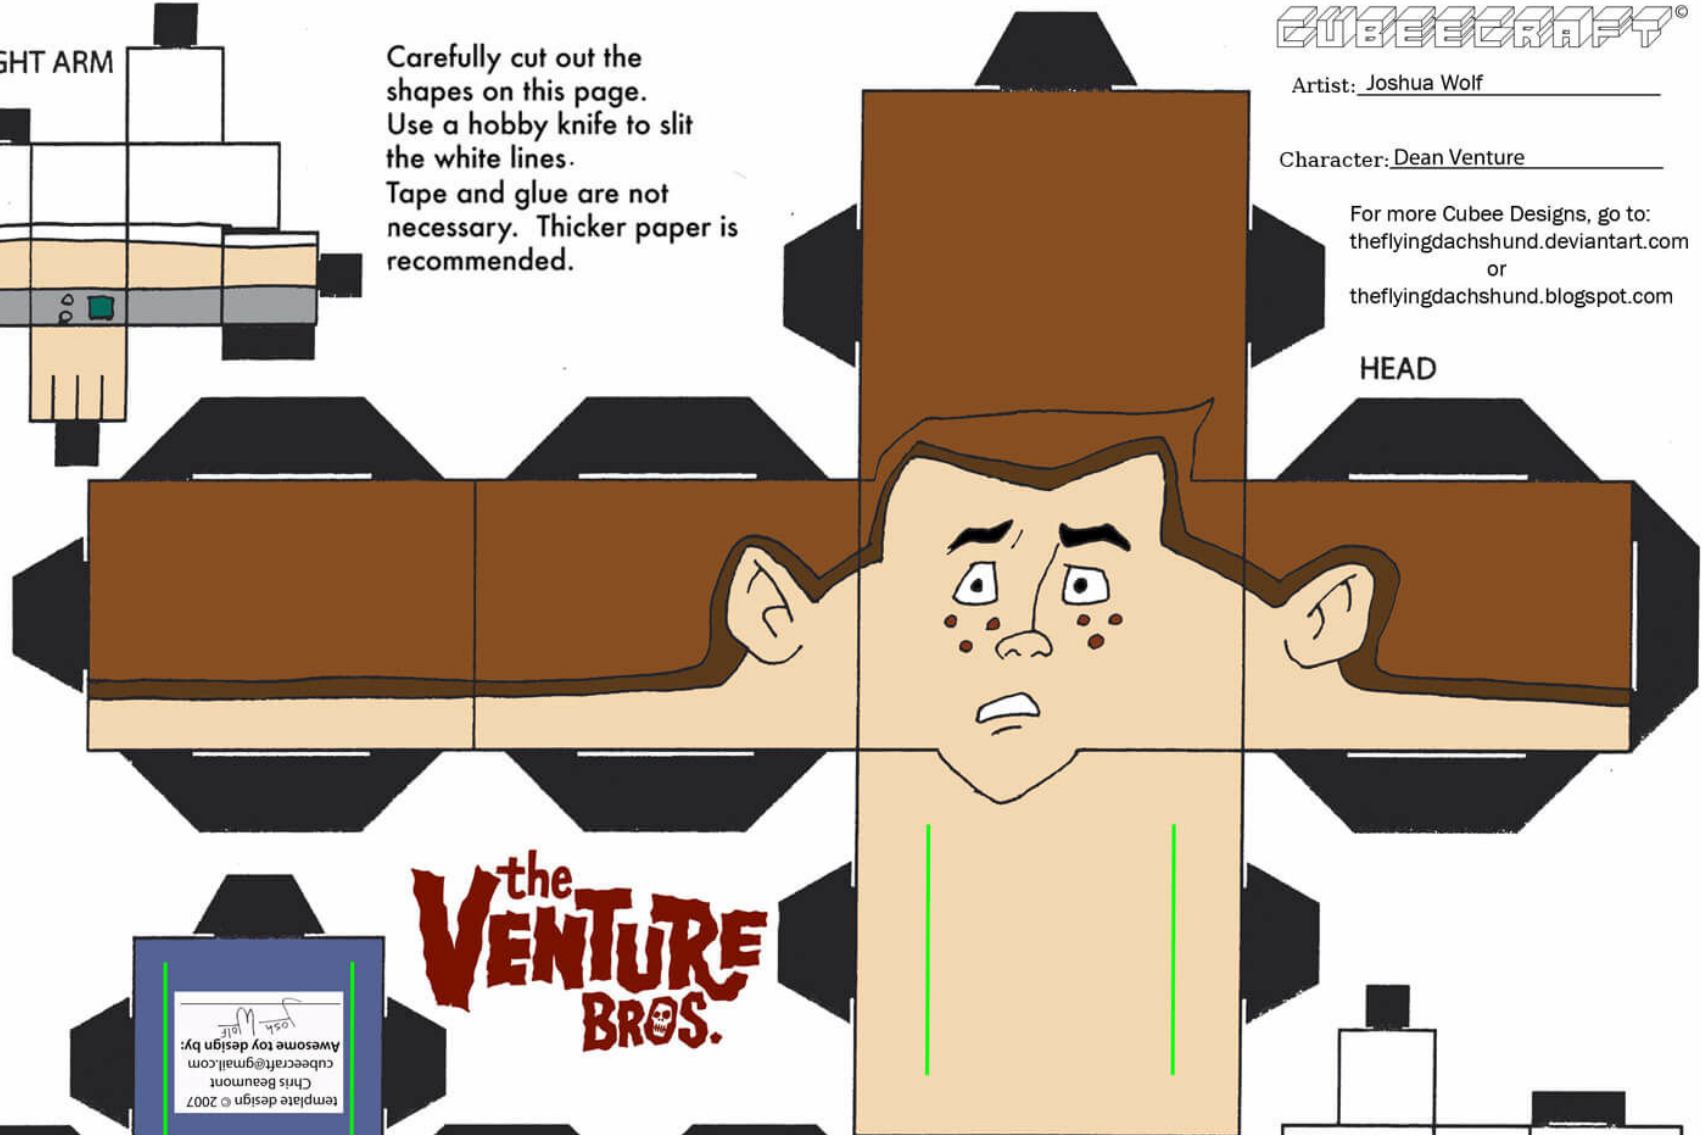 GHT ARM
Carefully cut out the
shapes on this page.
Use a hobby knife to slit
the white lines.
Tape and glue are not
necessary. Thicker paper is
recommended.
CUBEECRAFT©
Artist: Joshua Wolf
Character: Dean Venture
For more Cubee Designs, go to:
theflyingdachshund.deviantart.com
or
theflyingdachshund.blogspot.com
HEAD
the
VENTURE
BROS.
template design © 2007
Chris Beaumont
cubeecraft@gmail.com
Awesome toy design by:
Josh Wolf